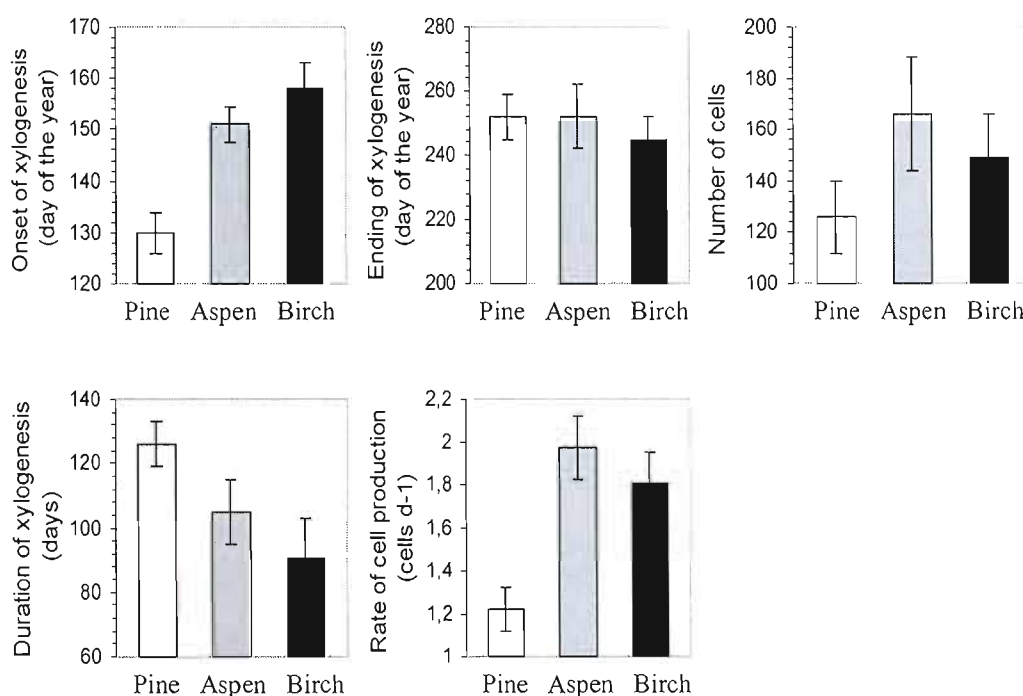 Onset of xylogenesis
(day of the year)
170
160
150
140
130
120
Pine Aspen Birch
Ending of xylogenesis
(day of the year)
280
260
240
220
200
Pine Aspen Birch
Number of cells
200
180
160
140
120
100
Pine Aspen Birch
Duration of xylogenesis
(days)
140
120
100
80
60
Pine Aspen Birch
Rate of cell production
(cells d-1)
2,2
2
1,8
1,6
1,4
1,2
1
Pine Aspen Birch